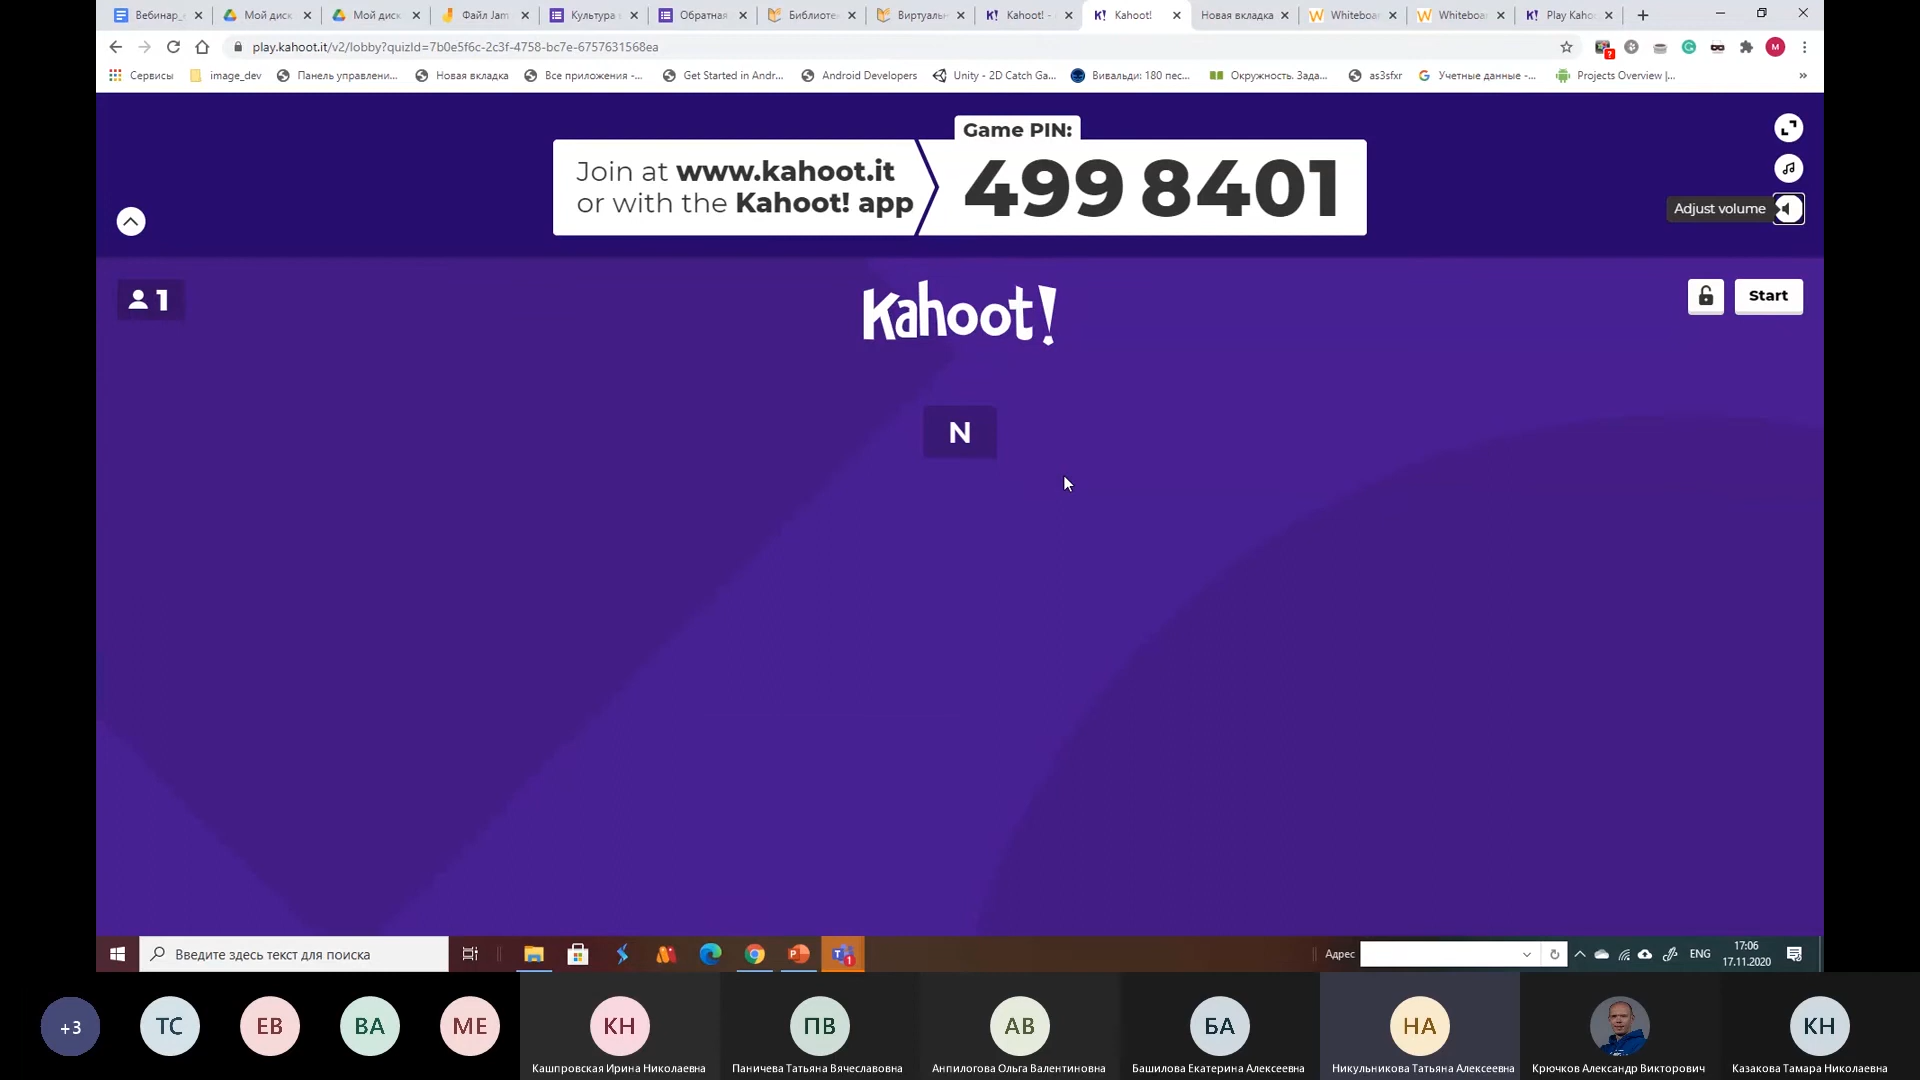 Вебинар_
Мой диск
Мой диск
Файл Jam
Культура
Обратная
Библиоте
Виртуаль
Kahoot! -
Kahoot!
Новая вкладка
Whiteboa
Whiteboa
Play Kaho
play.kahoot.it/v2/lobby?quizId=7b0e5f6c-2c3f-4758-bc7e-6757631568ea
M
Сервисы
image_dev
Панель управлени...
Новая вкладка
Все приложения -...
Get Started in Andr...
Android Developers
Unity - 2D Catch Ga...
Вивальди: 180 пес...
Окружность. Зада...
as3sfxr
Учетные данные -...
Projects Overview |...
Game PIN:
Join at www.kahoot.it
or with the Kahoot! app
499 8401
Adjust volume
1
Kahoot!
Start
N
Введите здесь текст для поиска
Адрес
ENG
17:06
17.11.2020
+3
ТС
ЕВ
ВА
МЕ
КН
ПВ
АВ
БА
НА
КН
Кашпровская Ирина Николаевна
Паничева Татьяна Вячеславовна
Анпилогова Ольга Валентиновна
Башилова Екатерина Алексеевна
Никульникова Татьяна Алексеевна
Крючков Александр Викторович
Казакова Тамара Николаевна